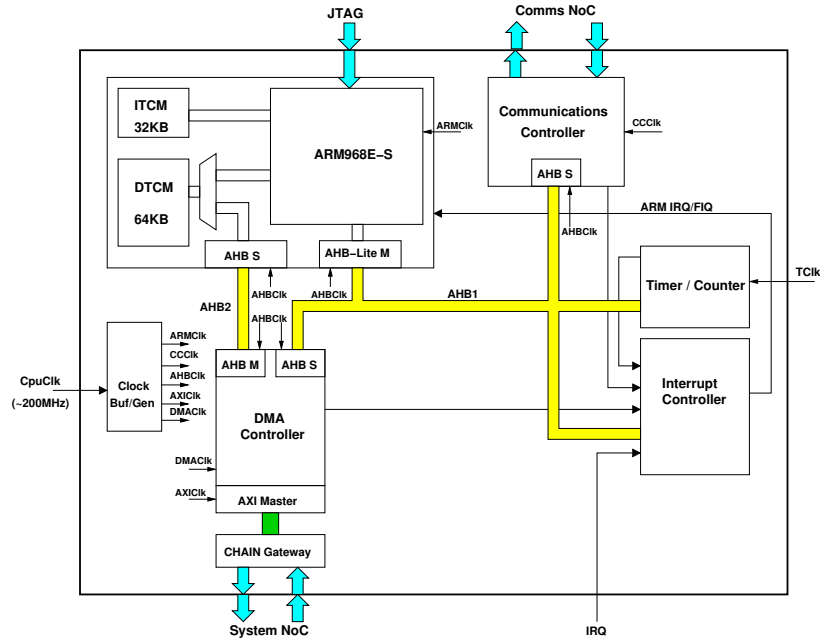 JTAG
Comms NoC
ITCM
32KB
ARM968E−S
ARMClk
Communications
Controller
CCClk
DTCM
64KB
AHB S
ARM IRQ/FIQ
AHBClk
AHB S
AHB−Lite M
AHBClk
AHBClk
AHB2
AHB1
AHBClk
Timer / Counter
TClk
CpuClk
(~200MHz)
Clock
Buf/Gen
ARMClk
CCClk
AHBClk
AXIClk
DMAClk
AHB M
AHB S
DMA
Controller
Interrupt
Controller
DMAClk
AXIClk
AXI Master
CHAIN Gateway
System NoC
IRQ